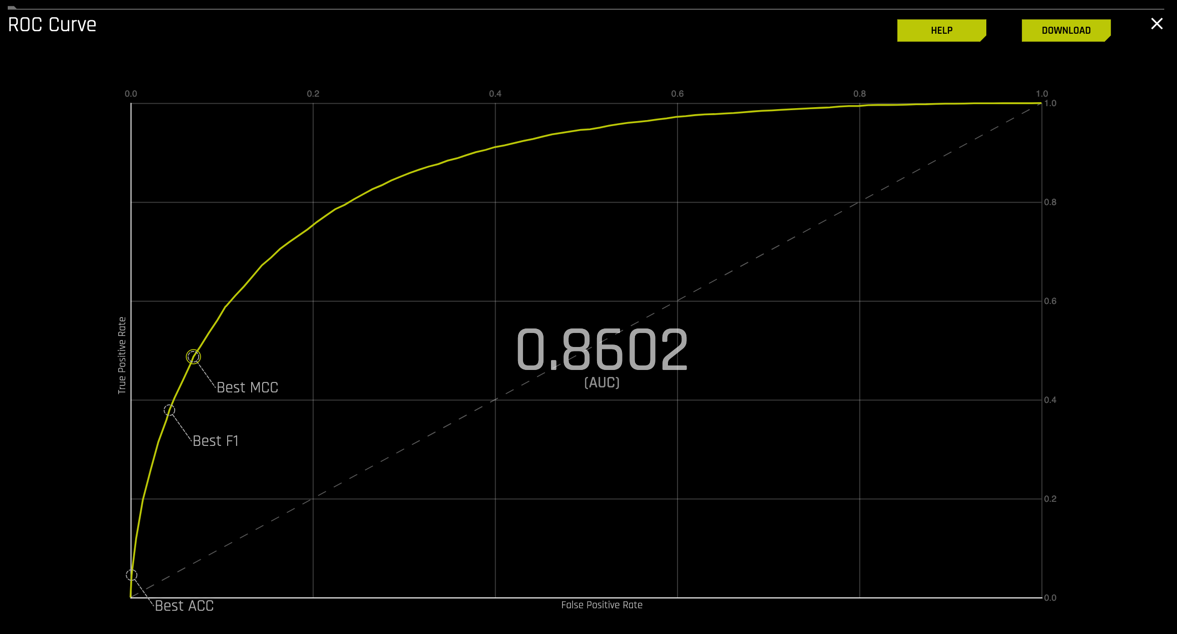 ROC Curve
HELP
DOWNLOAD
0.0
0.2
0.4
0.6
0.8
1.0
1.0
0.8
0.6
0.4
0.2
0.0
True Positive Rate
0.8602
(AUC)
Best MCC
Best F1
Best ACC
False Positive Rate